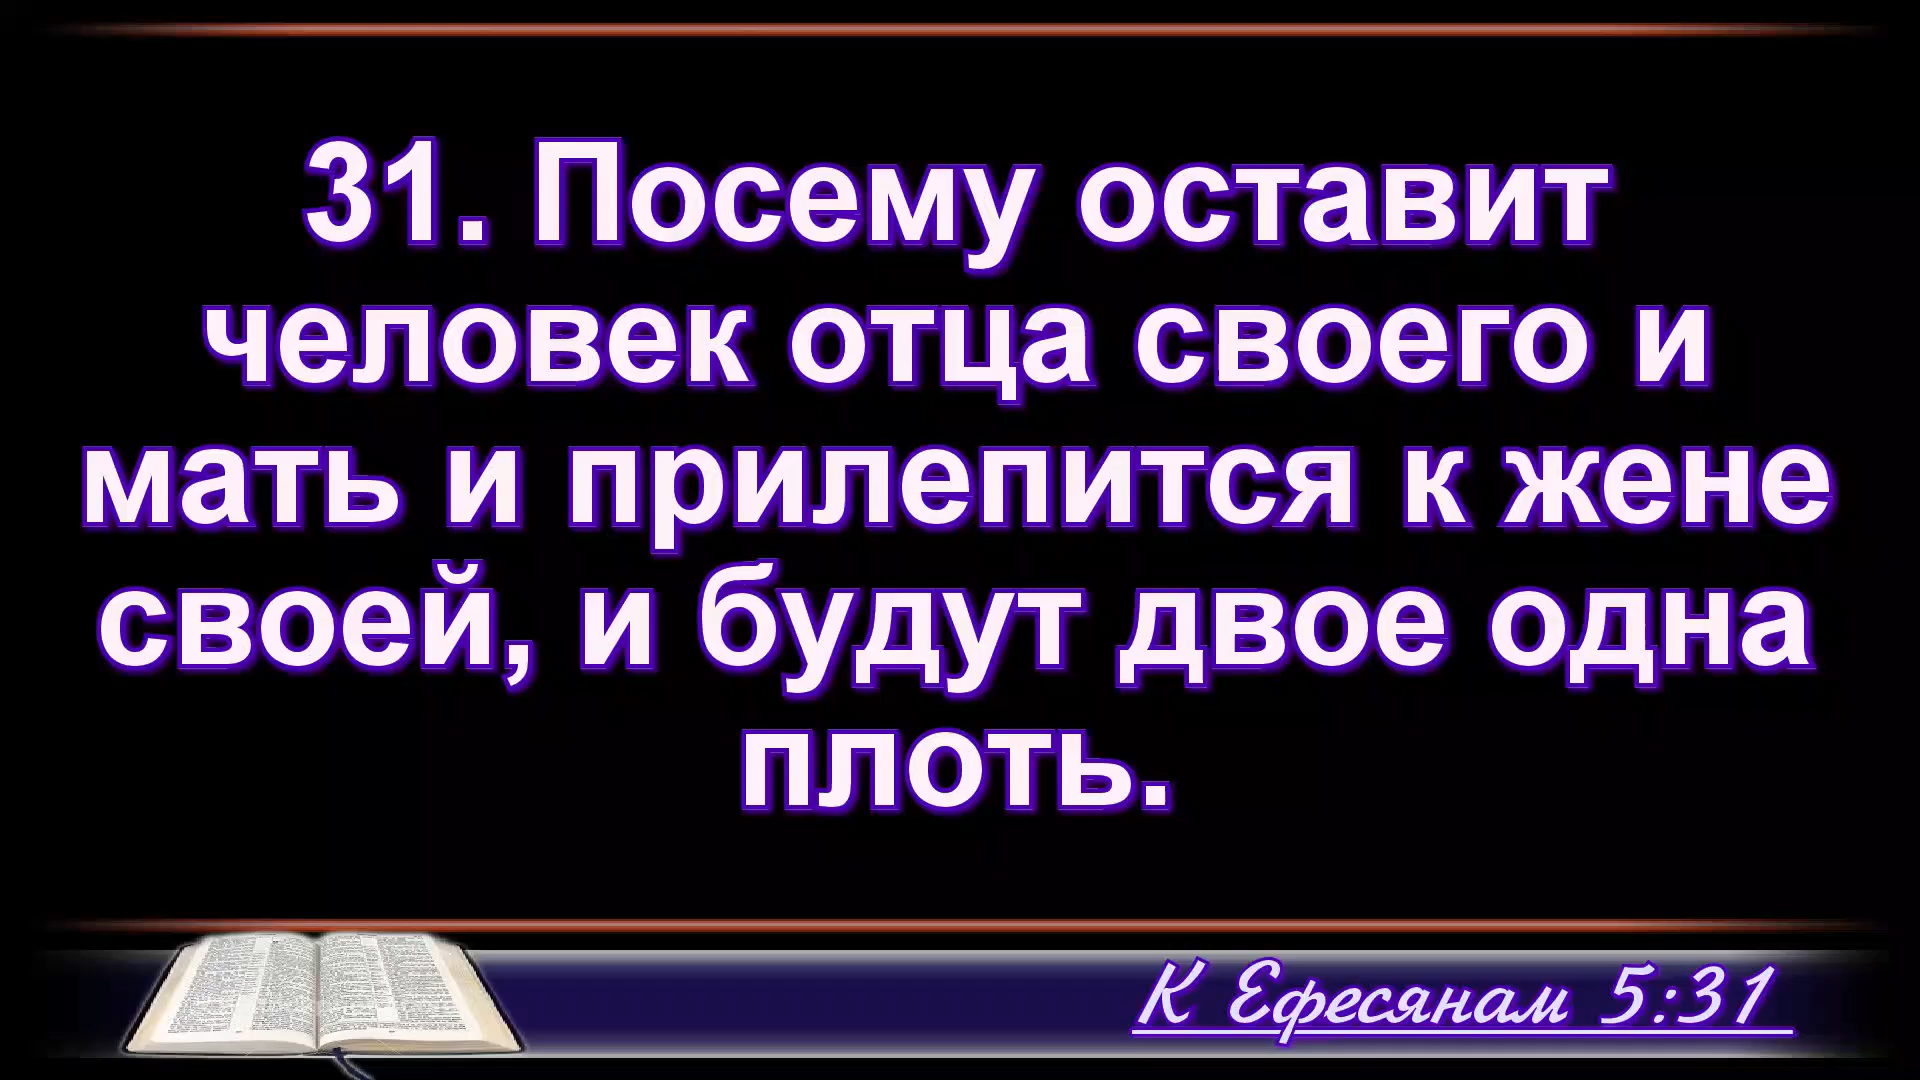 31. Посему оставит
человек отца своего и
мать и прилепится к жене
своей, и будут двое одна
плоть.
К Ефесянам 5:31